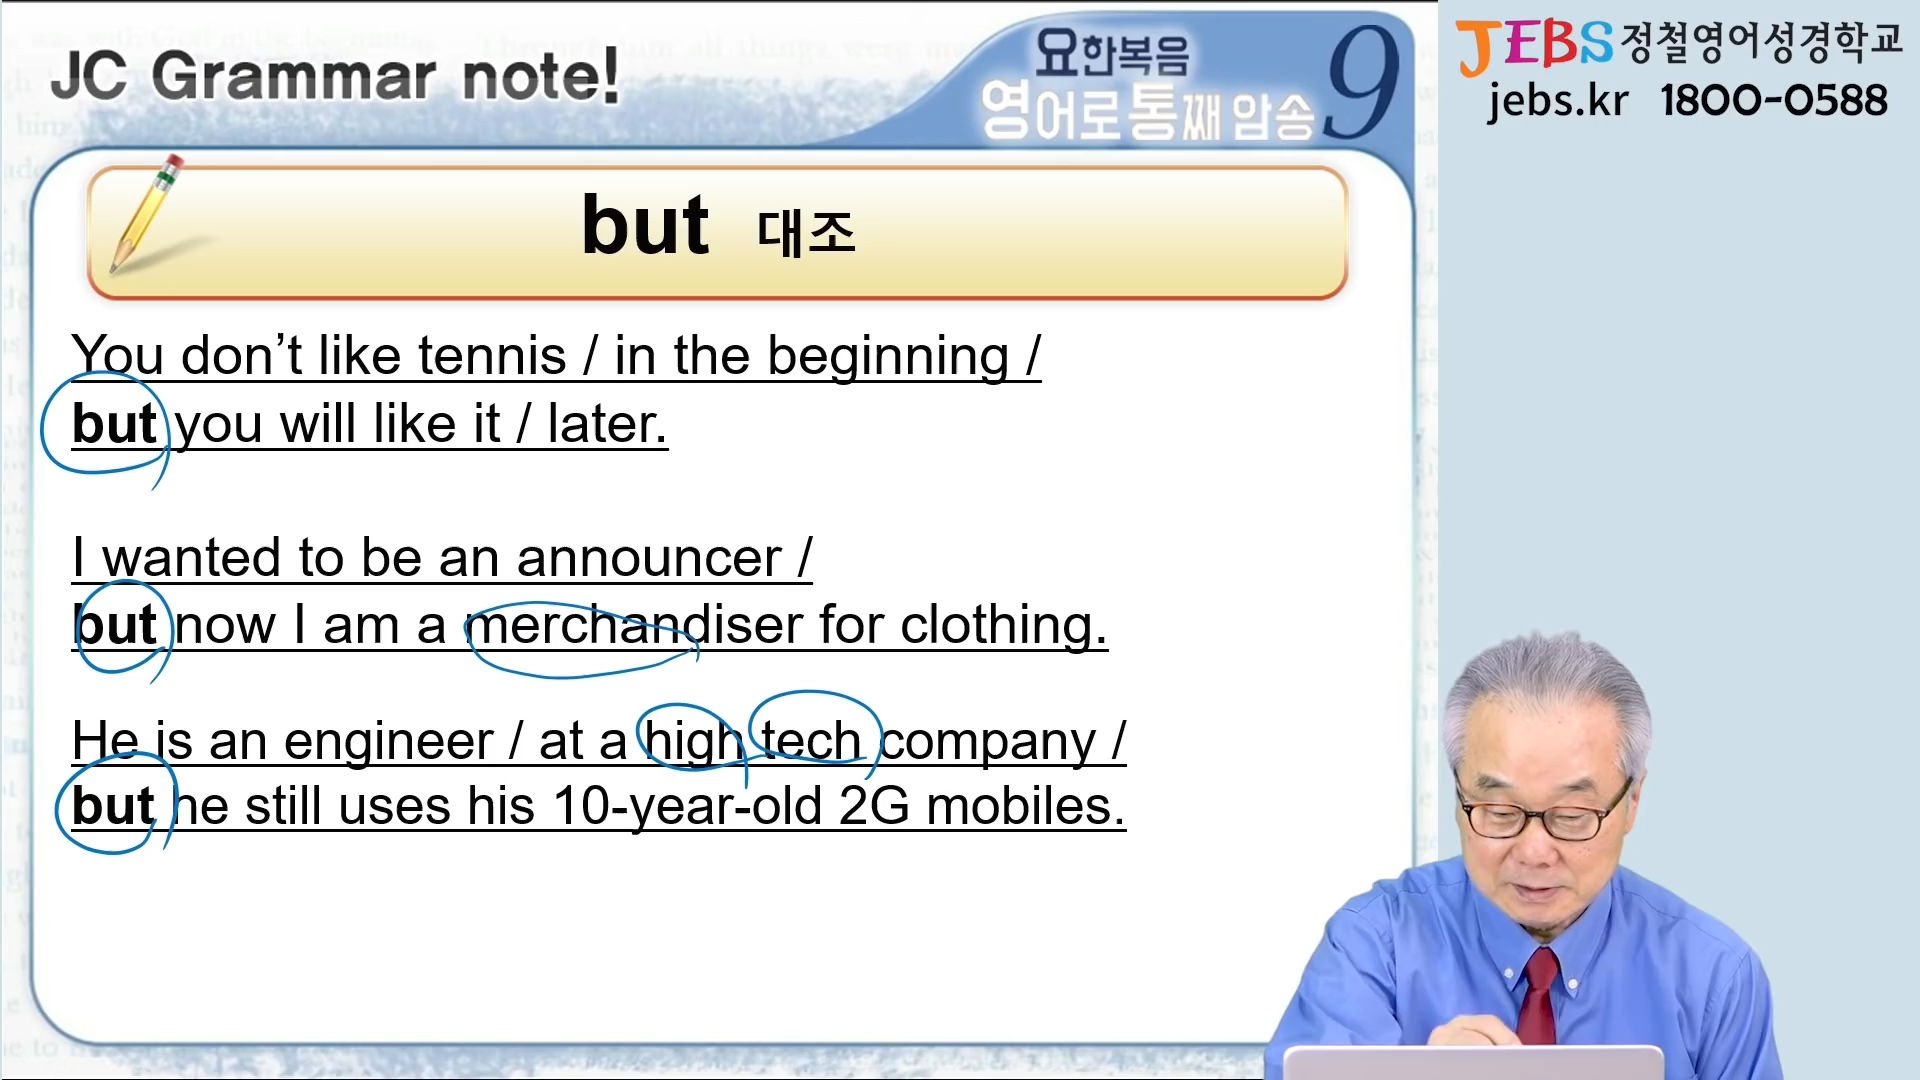 JC Grammar note!
요한복음
영어로 통째 암송
9
JEBS 정철영어성경학교
jebs.kr 1800-0588
but 대조
You don’t like tennis / in the beginning /
but you will like it / later.
I wanted to be an announcer /
but now I am a merchandiser for clothing.
He is an engineer / at a high tech company /
but he still uses his 10-year-old 2G mobiles.